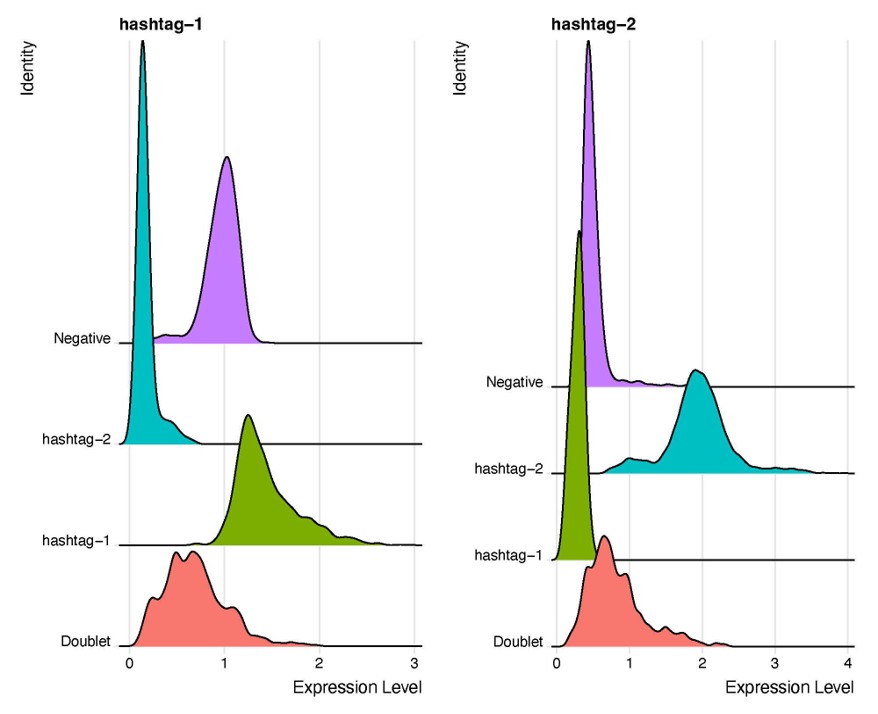 hashtag–1
Identity
Negative
hashtag–2
hashtag–1
Doublet
0 1 2 3
Expression Level
hashtag–2
Identity
Negative
hashtag–2
hashtag–1
Doublet
0 1 2 3 4
Expression Level